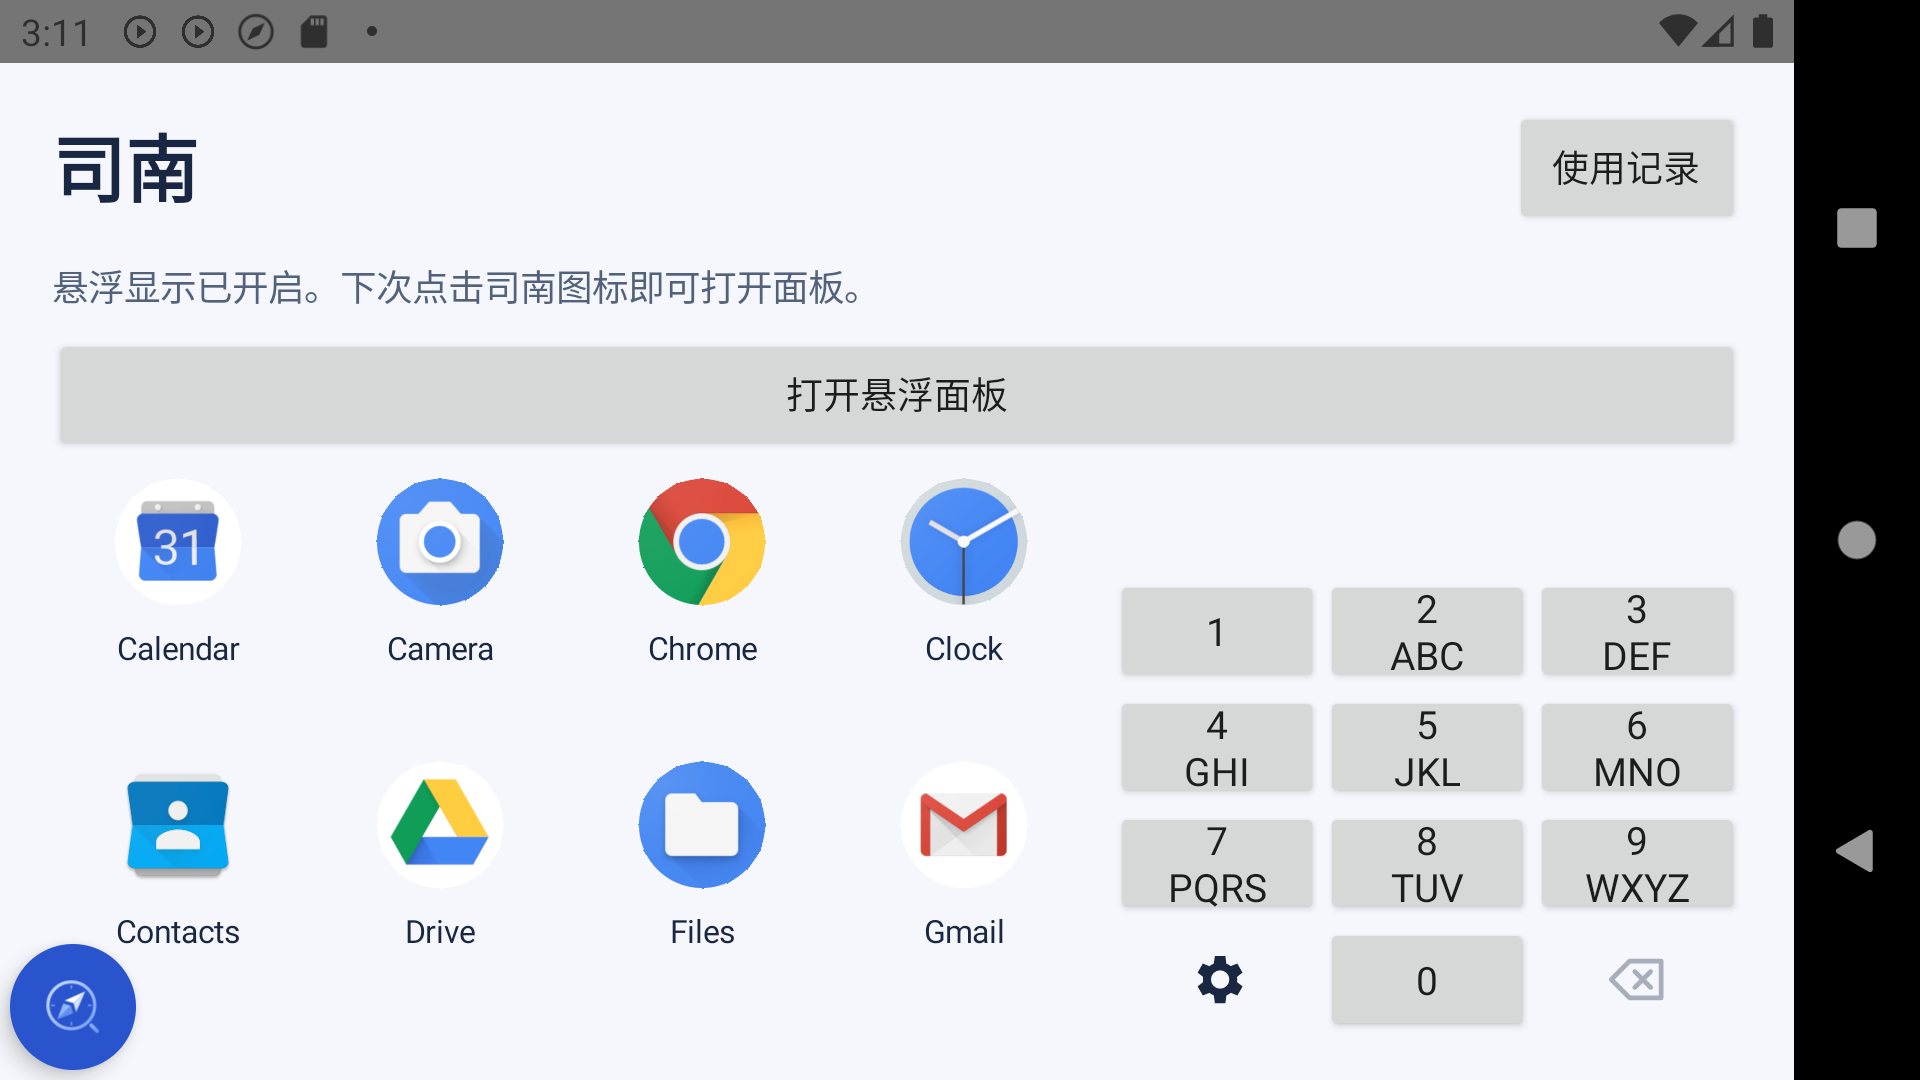 3:11
司南
使用记录
悬浮显示已开启。下次点击司南图标即可打开面板。
打开悬浮面板
31
Calendar
Camera
Chrome
Clock
Contacts
Drive
Files
Gmail
1
2
ABC
3
DEF
4
GHI
5
JKL
6
MNO
7
PQRS
8
TUV
9
WXYZ
0